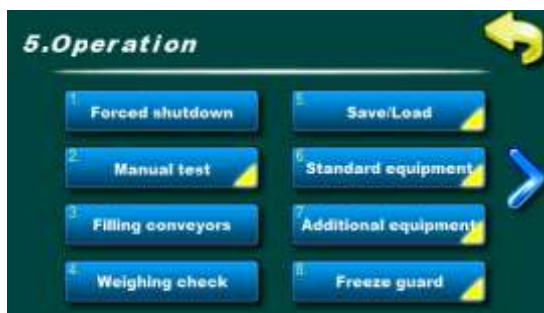 5.Operation
1. Forced shutdown
2. Manual test
3. Filling conveyors
4. Weighing check
5. Save/Load
6. Standard equipment
7. Additional equipment
8. Freeze guard